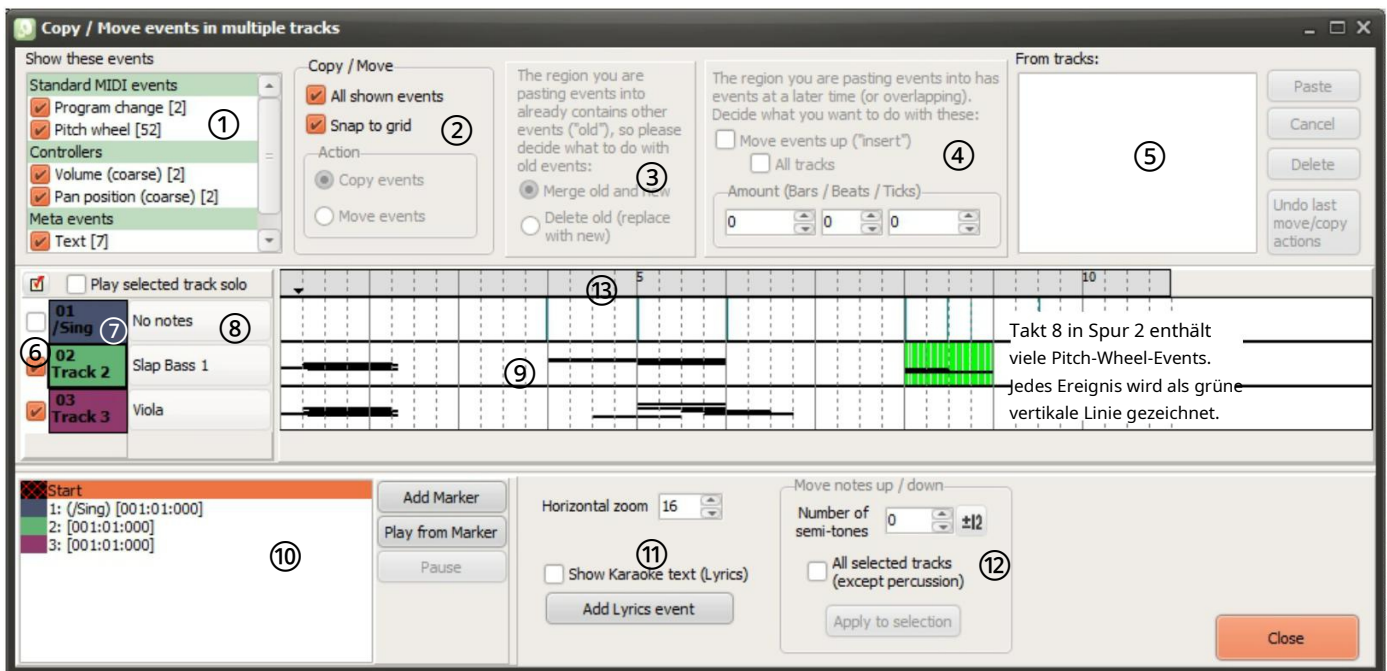 Copy / Move events in multiple tracks
Show these events
Standard MIDI events
Program change [2]
Pitch wheel [52]
①
Controllers
Volume (coarse) [2]
Pan position (coarse) [2]
Meta events
Text [7]
Copy / Move
All shown events
Snap to grid
②
Action
Copy events
Move events
The region you are
pasting events into
already contains other
events ("old"), so please
decide what to do with
old events:
③
Merge old and new
Delete old (replace
with new)
The region you are pasting events into has
events at a later time (or overlapping).
Decide what you want to do with these:
Move events up ("insert")
④
All tracks
Amount (Bars / Beats / Ticks)
0
0
0
From tracks:
⑤
Paste
Cancel
Delete
Undo last
move/copy
actions
Play selected track solo
⑬
5
10
01
/Sing
⑦
No notes
⑧
⑥
02
Track 2
Slap Bass 1
⑨
03
Track 3
Viola
Takt 8 in Spur 2 enthält
viele Pitch-Wheel-Events.
Jedes Ereignis wird als grüne
vertikale Linie gezeichnet.
Start
1: (/Sing) [001:01:000]
2: [001:01:000]
3: [001:01:000]
⑩
Add Marker
Play from Marker
Pause
Horizontal zoom 16
⑪
Show Karaoke text (Lyrics)
Add Lyrics event
Move notes up / down
Number of
semi-tones
0
±12
All selected tracks
(except percussion)
⑫
Apply to selection
Close